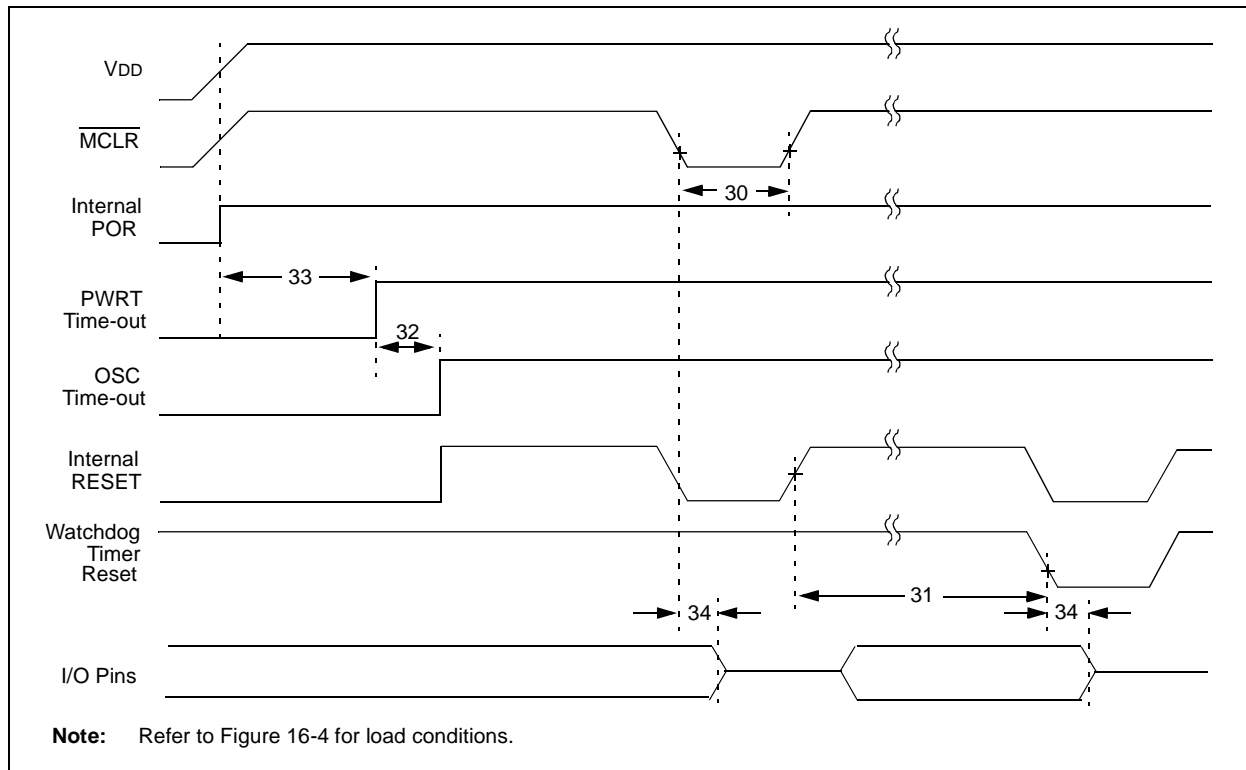 VDD
MCLR
30
Internal
POR
33
PWRT
Time-out
32
OSC
Time-out
Internal
RESET
Watchdog
Timer
Reset
31
34
34
I/O Pins
Note: Refer to Figure 16-4 for load conditions.